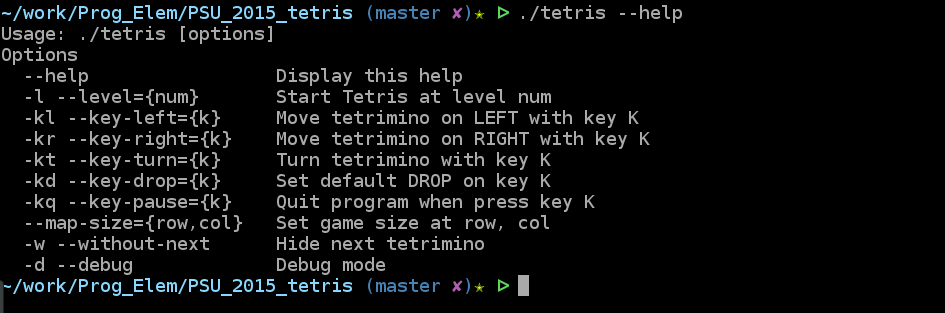 ~/work/Prog_Elem/PSU_2015_tetris (master ✘)★ ᐅ ./tetris --help
Usage: ./tetris [options]
Options
  --help               Display this help
  -l --level={num}     Start Tetris at level num
  -kl --key-left={k}   Move tetrimino on LEFT with key K
  -kr --key-right={k}  Move tetrimino on RIGHT with key K
  -kt --key-turn={k}   Turn tetrimino with key K
  -kd --key-drop={k}   Set default DROP on key K
  -kq --key-pause={k}  Quit program when press key K
  --map-size={row,col} Set game size at row, col
  -w --without-next    Hide next tetrimino
  -d --debug           Debug mode
~/work/Prog_Elem/PSU_2015_tetris (master ✘)★ ᐅ